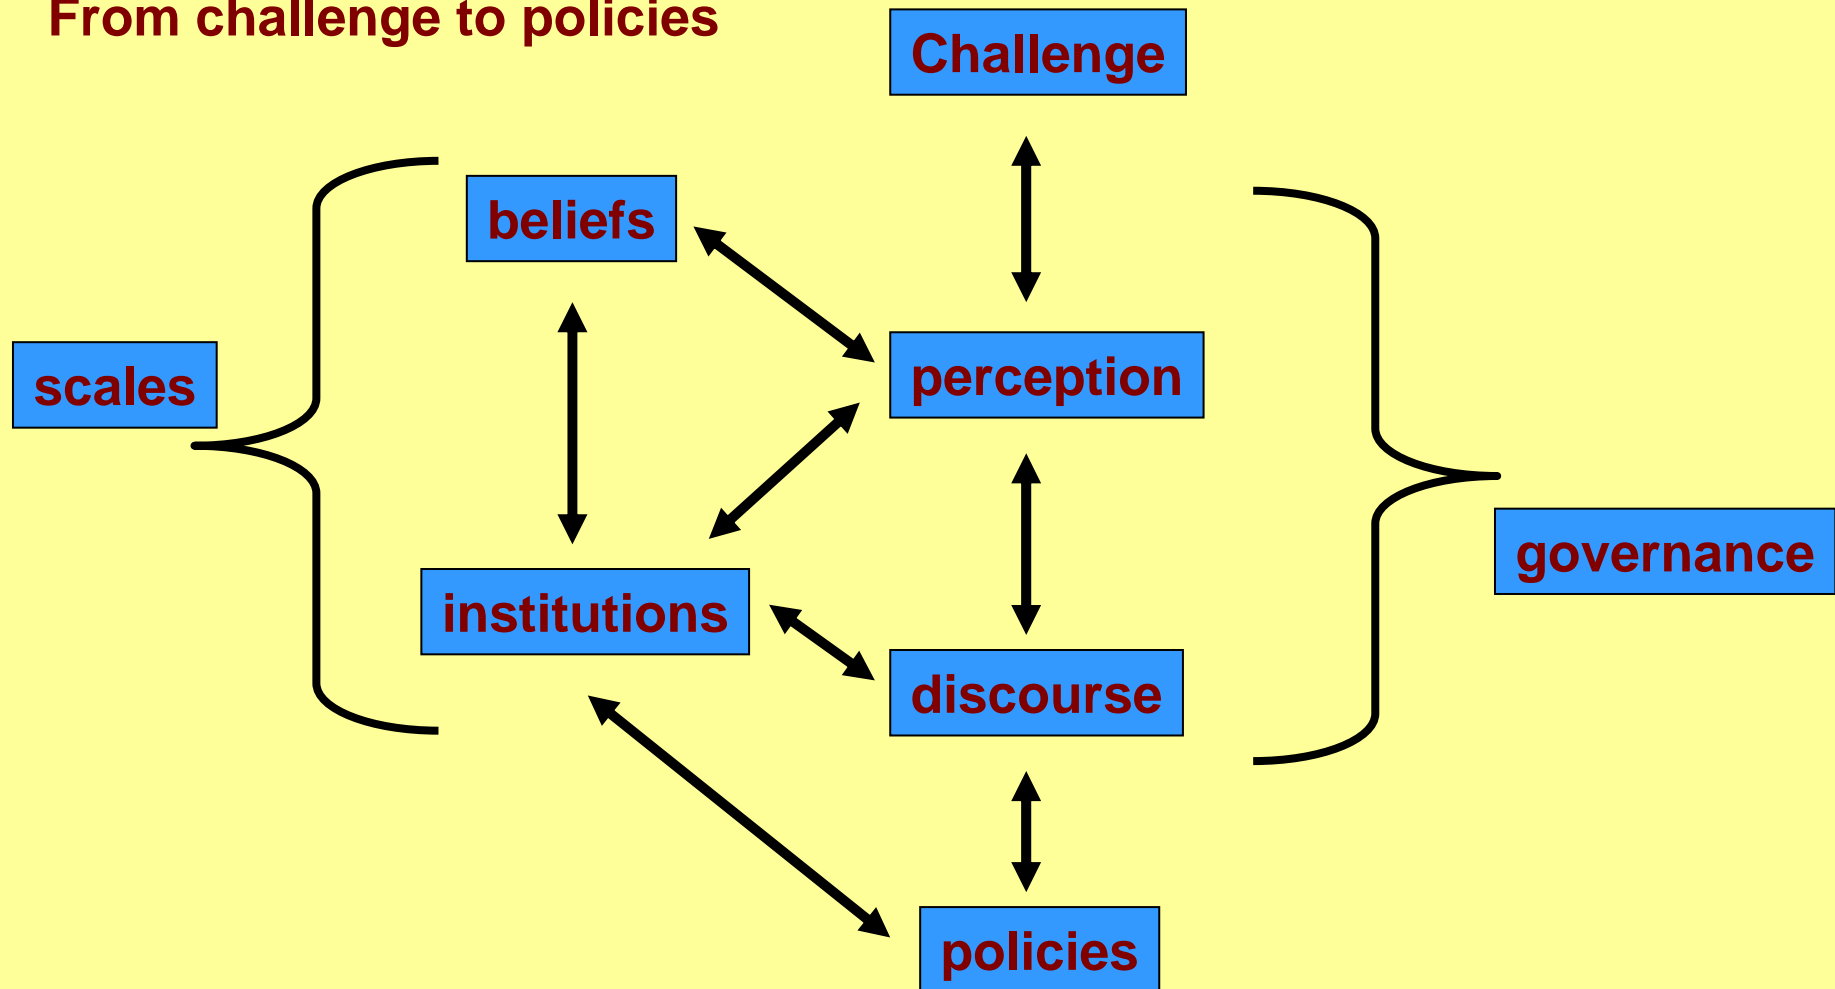 From challenge to policies
Challenge
beliefs
scales
perception
governance
institutions
discourse
policies